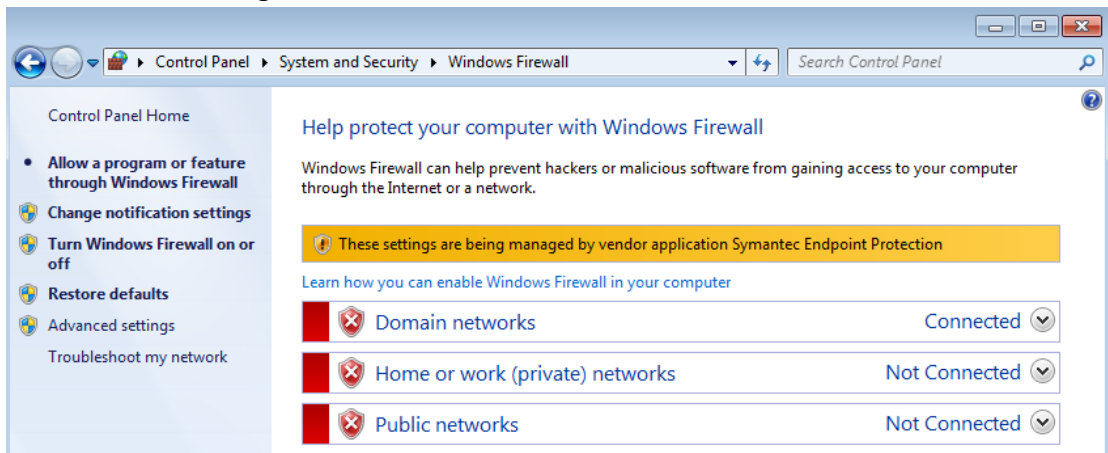 Control Panel ▸ System and Security ▸ Windows Firewall
Search Control Panel
Control Panel Home
Allow a program or feature
through Windows Firewall
Change notification settings
Turn Windows Firewall on or
off
Restore defaults
Advanced settings
Troubleshoot my network
Help protect your computer with Windows Firewall
Windows Firewall can help prevent hackers or malicious software from gaining access to your computer
through the Internet or a network.
These settings are being managed by vendor application Symantec Endpoint Protection
Learn how you can enable Windows Firewall in your computer
Domain networks Connected
Home or work (private) networks Not Connected
Public networks Not Connected